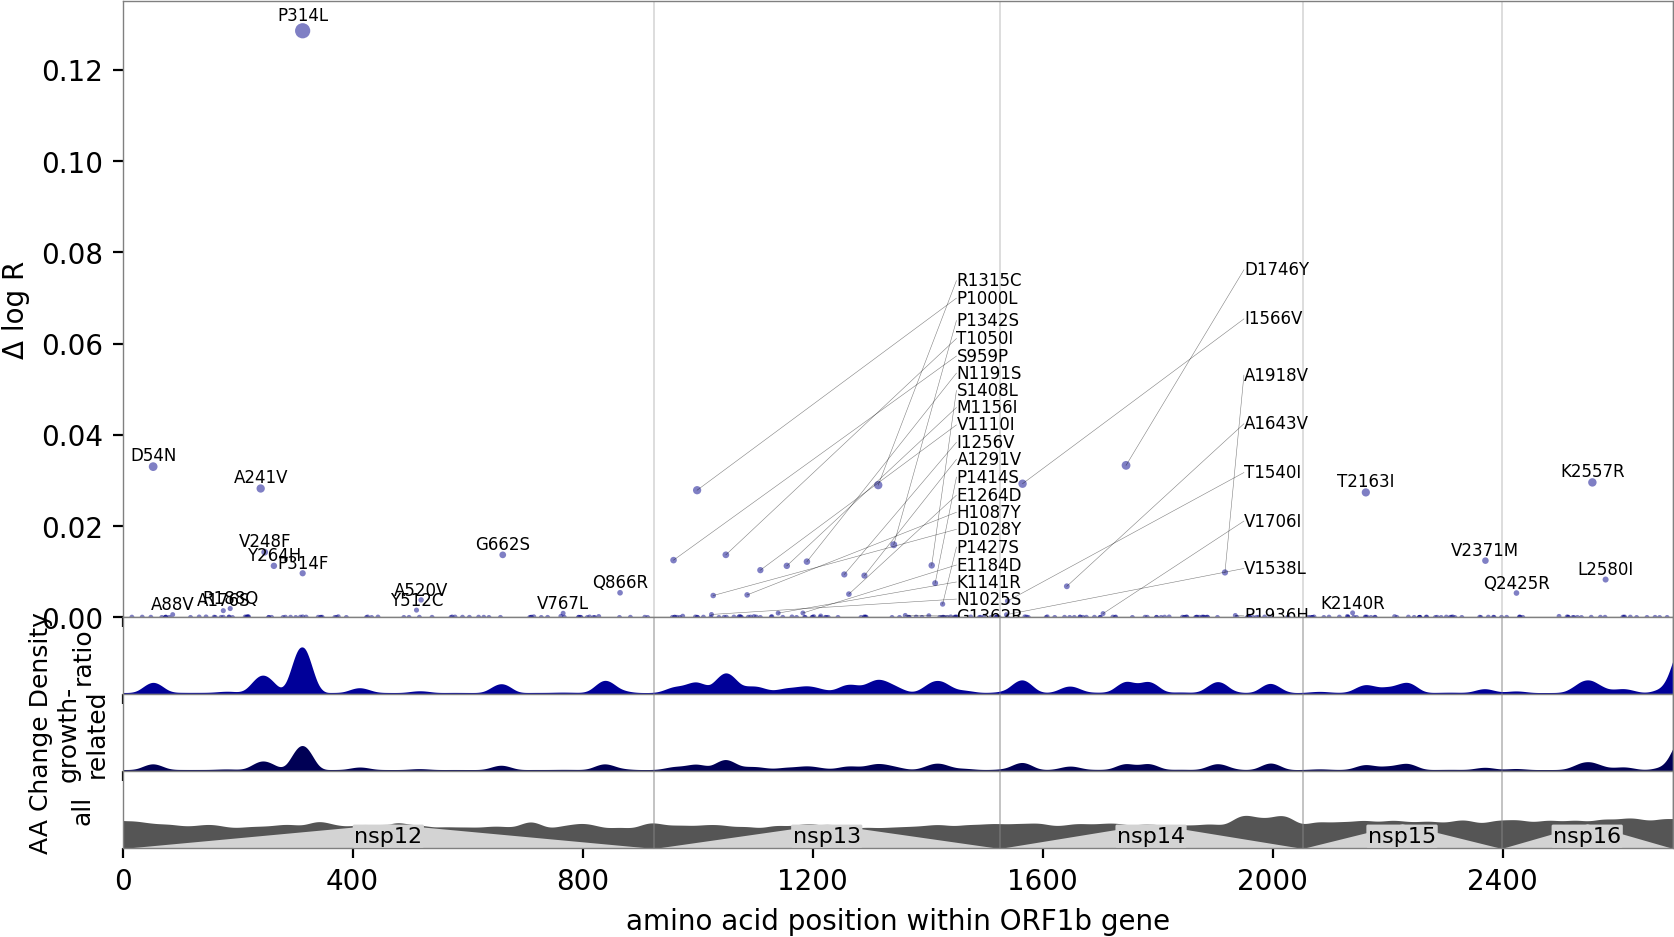 P314L
0.12
0.10
0.08
0.06
0.04
0.02
0.00
Δ log R
D54N
A241V
V248F
Y264H
P314F
R188Q
A176S
A88V
A520V
Y512C
G662S
V767L
Q866R
R1315C
P1000L
P1342S
T1050I
S959P
N1191S
S1408L
M1156I
V1110I
I1256V
A1291V
P1414S
E1264D
H1087Y
D1028Y
P1427S
E1184D
K1141R
N1025S
G1362R
D1746Y
I1566V
A1918V
A1643V
T1540I
V1706I
V1538L
P1936H
T2163I
K2140R
V2371M
Q2425R
K2557R
L2580I
AA Change Density
ratio
growth-
related
all
nsp12
nsp13
nsp14
nsp15
nsp16
0
400
800
1200
1600
2000
2400
amino acid position within ORF1b gene